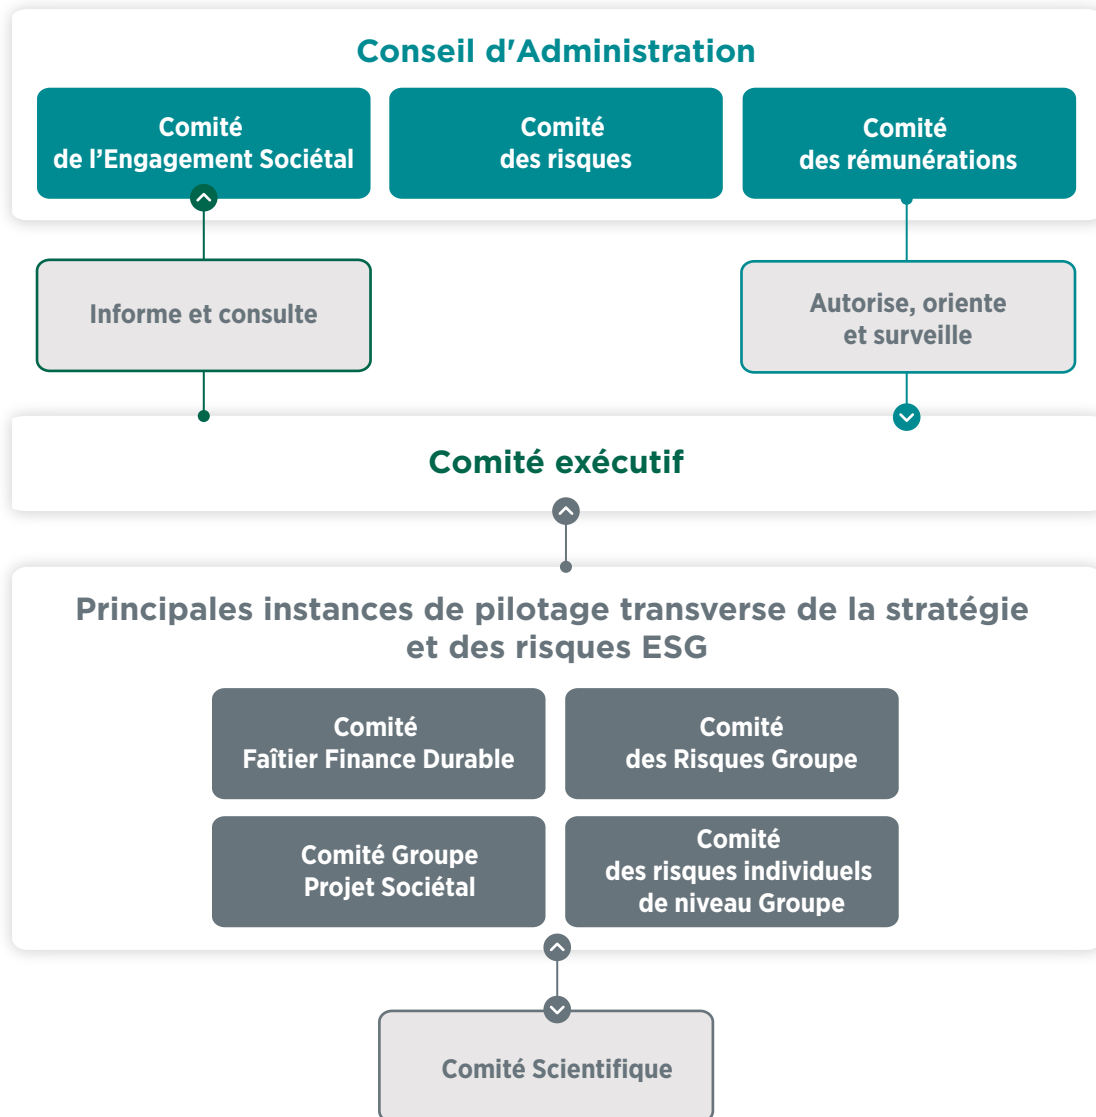 Conseil d'Administration
Comité
de l’Engagement Sociétal
Comité
des risques
Comité
des rémunérations
Informe et consulte
Autorise, oriente
et surveille
Comité exécutif
Principales instances de pilotage transverse de la stratégie
et des risques ESG
Comité
Faîtier Finance Durable
Comité
des Risques Groupe
Comité Groupe
Projet Sociétal
Comité
des risques individuels
de niveau Groupe
Comité Scientifique